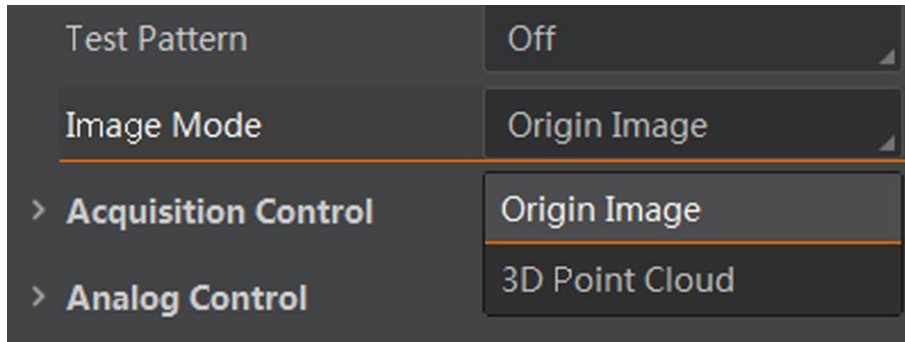 Test Pattern Off
Image Mode Origin Image
Acquisition Control Origin Image
Analog Control 3D Point Cloud